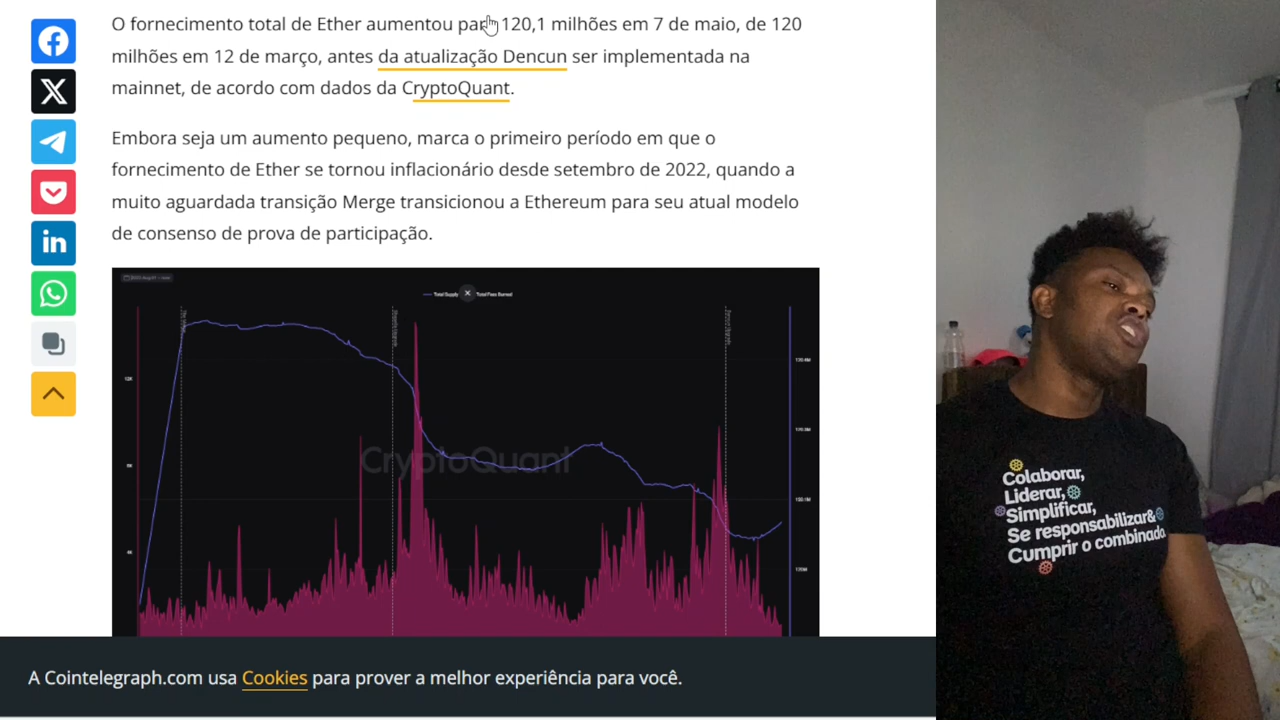 O fornecimento total de Ether aumentou para 120,1 milhões em 7 de maio, de 120
milhões em 12 de março, antes da atualização Dencun ser implementada na
mainnet, de acordo com dados da CryptoQuant.
Embora seja um aumento pequeno, marca o primeiro período em que o
fornecimento de Ether se tornou inflacionário desde setembro de 2022, quando a
muito aguardada transição Merge transicionou a Ethereum para seu atual modelo
de consenso de prova de participação.
Total Supply Total Fees Burned
CryptoQuant
120M
Colaborar,
Liderar,
Simplificar,
Se responsabilizar&
Cumprir o combinado.
A Cointelegraph.com usa Cookies para prover a melhor experiência para você.